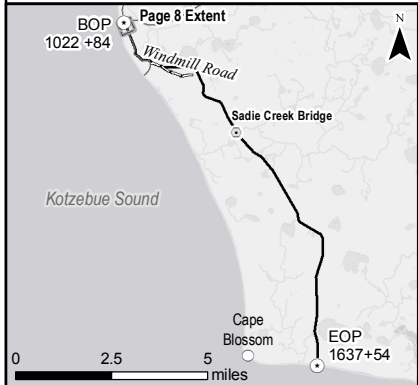 Page 8 Extent
N
BOP
1022 +84
Windmill Road
Sadie Creek Bridge
Kotzebue Sound
Cape
Blossom
EOP
1637+54
0 2.5 5
miles